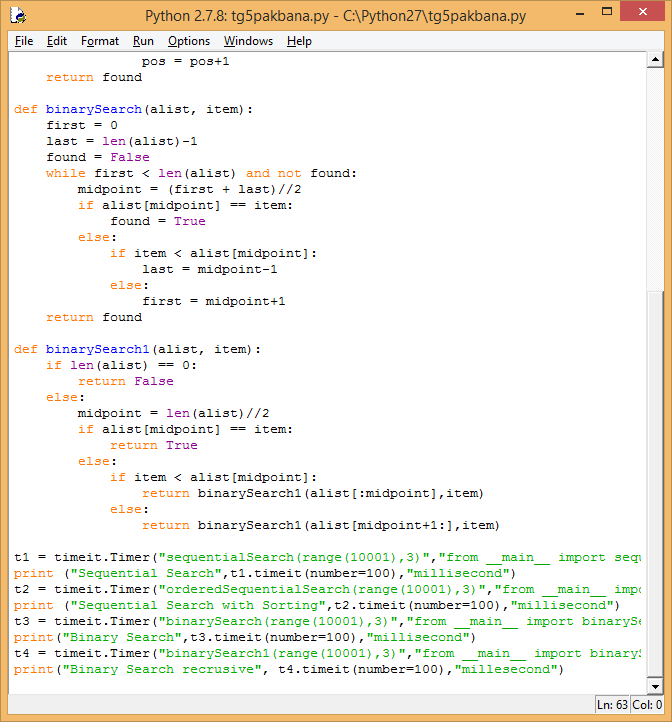 Python 2.7.8: tg5pakbana.py - C:\Python27\tg5pakbana.py
File Edit Format Run Options Windows Help
                pos = pos+1
    return found

def binarySearch(alist, item):
    first = 0
    last = len(alist)-1
    found = False
    while first < len(alist) and not found:
        midpoint = (first + last)//2
        if alist[midpoint] == item:
            found = True
        else:
            if item < alist[midpoint]:
                last = midpoint-1
            else:
                first = midpoint+1
    return found

def binarySearch1(alist, item):
    if len(alist) == 0:
        return False
    else:
        midpoint = len(alist)//2
        if alist[midpoint] == item:
            return True
        else:
            if item < alist[midpoint]:
                return binarySearch1(alist[:midpoint],item)
            else:
                return binarySearch1(alist[midpoint+1:],item)

t1 = timeit.Timer("sequentialSearch(range(10001),3)","from __main__ import sequ
print ("Sequential Search",t1.timeit(number=100),"millisecond")
t2 = timeit.Timer("orderedSequentialSearch(range(10001),3)","from __main__ impo
print ("Sequential Search with Sorting",t2.timeit(number=100),"millisecond")
t3 = timeit.Timer("binarySearch(range(10001),3)","from __main__ import binarySe
print("Binary Search",t3.timeit(number=100),"millisecond")
t4 = timeit.Timer("binarySearch1(range(10001),3)","from __main__ import binaryS
print("Binary Search recrusive", t4.timeit(number=100),"millesecond")
Ln: 63 Col: 0